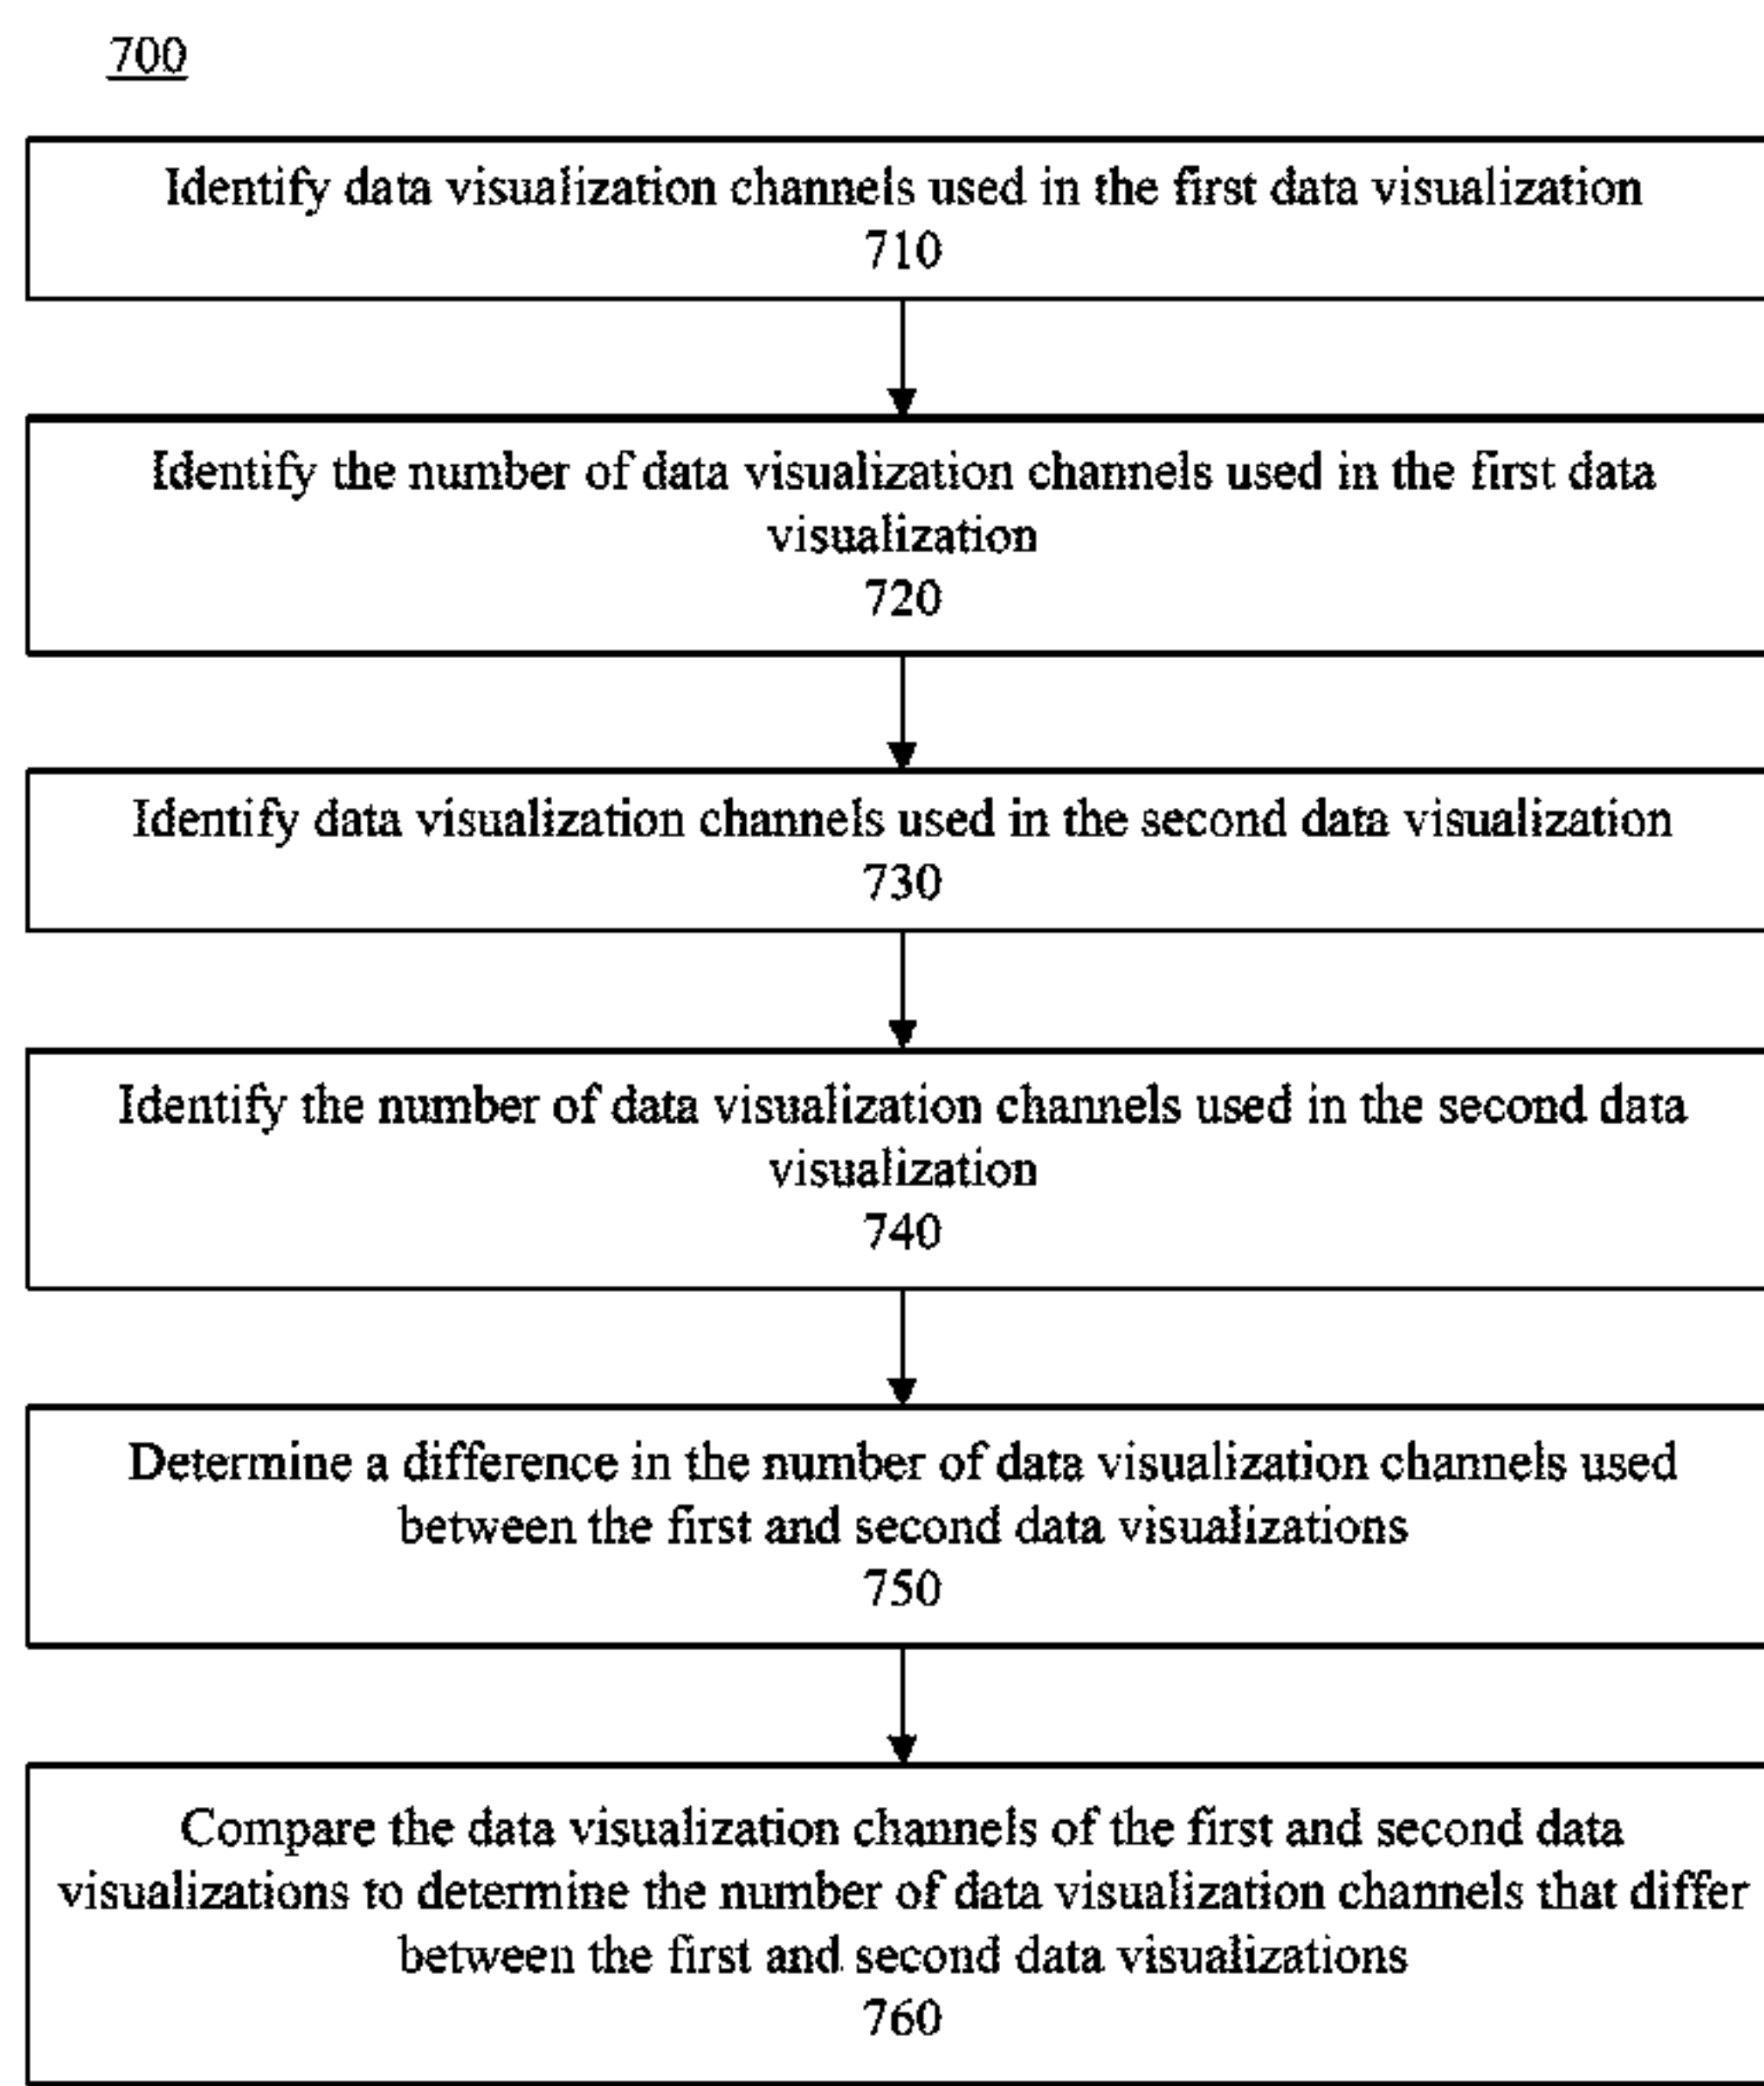 700
Identify data visualization channels used in the first data visualization
710
Identify the number of data visualization channels used in the first data
visualization
720
Identify data visualization channels used in the second data visualization
730
Identify the number of data visualization channels used in the second data
visualization
740
Determine a difference in the number of data visualization channels used
between the first and second data visualizations
750
Compare the data visualization channels of the first and second data
visualizations to determine the number of data visualization channels that differ
between the first and second data visualizations
760